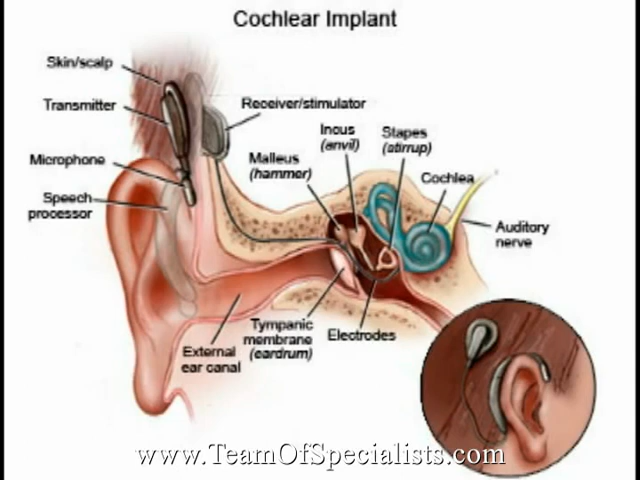 Cochlear Implant
Skin/scalp
Transmitter
Receiver/stimulator
Incus
(anvil)
Stapes
(stirrup)
Malleus
(hammer)
Microphone
Cochlea
Speech
processor
Auditory
nerve
Tympanic
membrane
(eardrum)
Electrodes
External
ear canal
www.TeamOfSpecialists.com